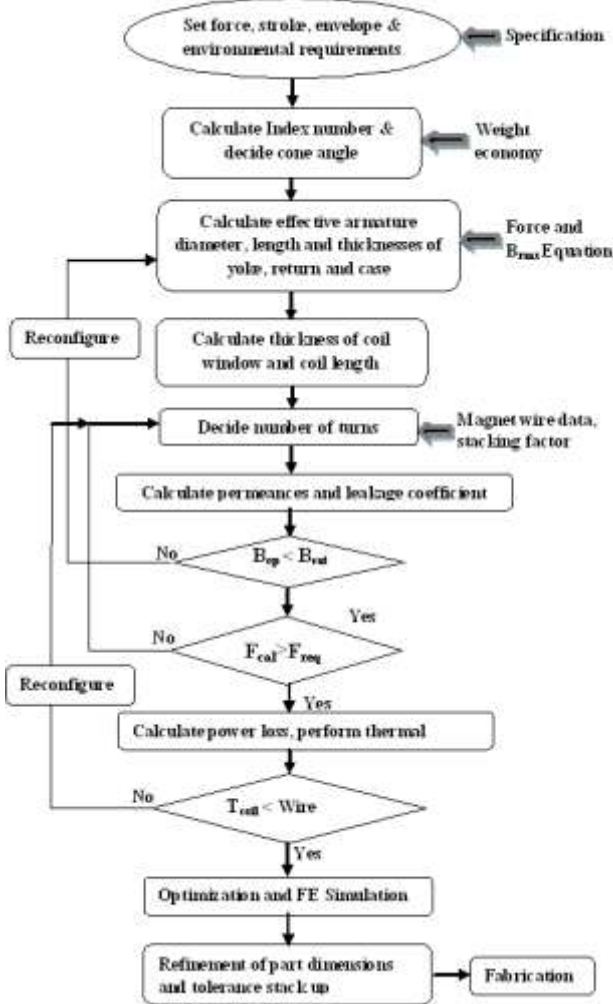 Set force, stroke, envelope &
environmental requirements
Specification
Calculate Index number &
decide cone angle
Weight
economy
Calculate effective armature
diameter, length and thicknesses of
yoke, return and case
Force and
Bmax Equation
Reconfigure
Calculate thickness of coil
window and coil length
Decide number of turns
Magnet wire data,
stacking factor
Calculate permeances and leakage coefficient
No
Bop < Bsat
Yes
No
Fcal > Freq
Reconfigure
Yes
Calculate power loss, perform thermal
No
Tcoil < Wire
Yes
Optimization and FE Simulation
Refinement of part dimensions
and tolerance stack up
Fabrication